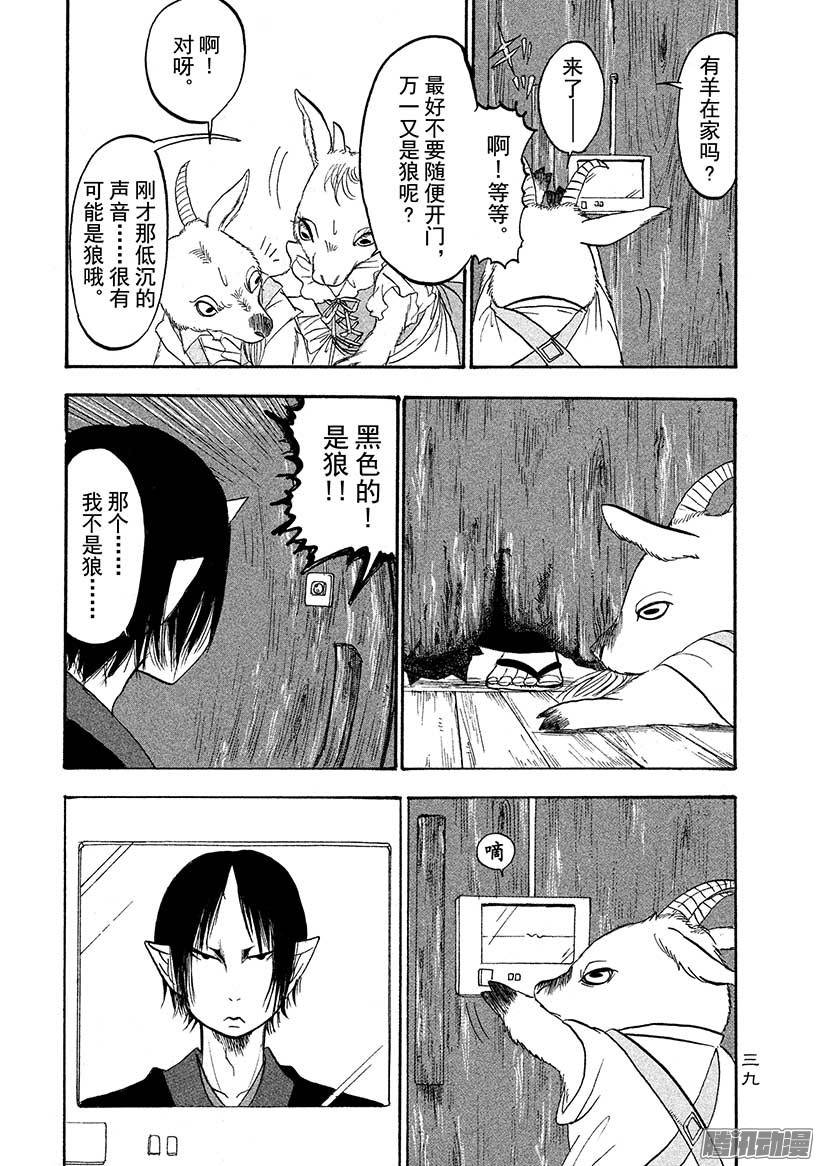 有羊在家吗？
来了——
啊！等等。
最好不要随便开门，
万一又是狼呢？
啊！
对呀。
刚才那低沉的
声音……很有
可能是狼哦。
黑色的！
是狼!!
那个……
我不是狼……
嘀
三九
腾讯动漫